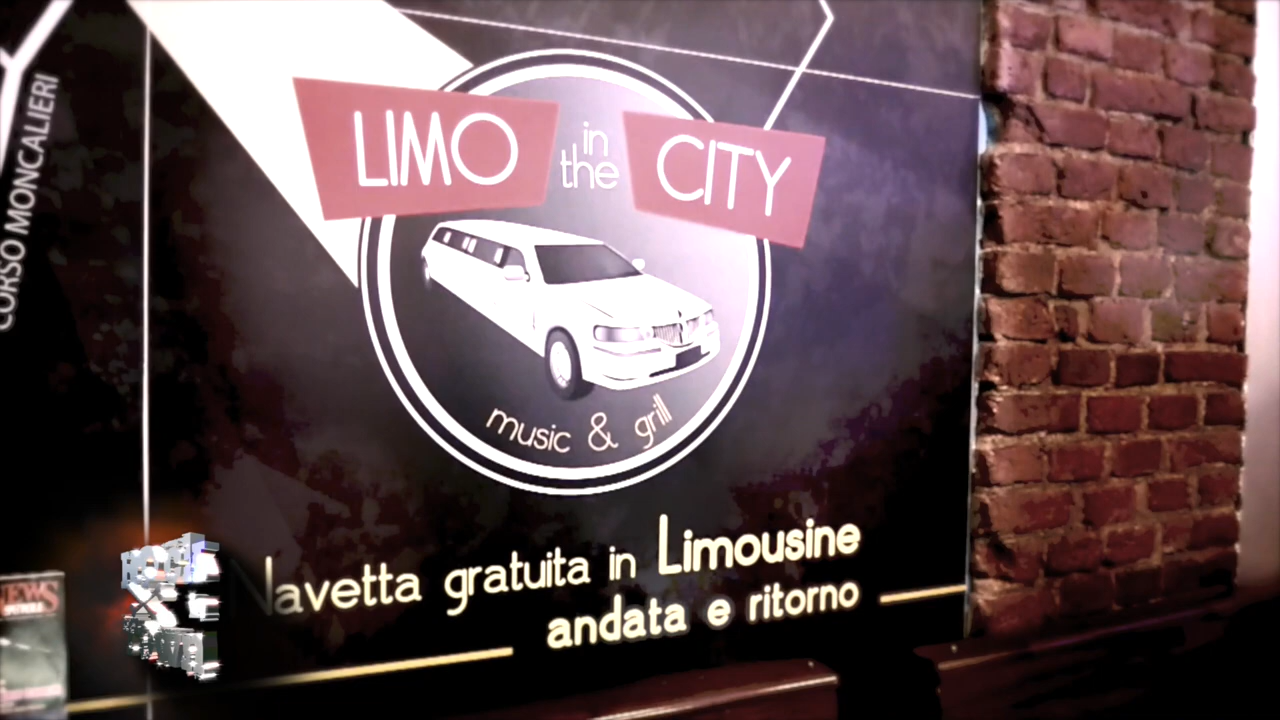 CORSO MONCALIERI
LIMO in the CITY
music & grill
Navetta gratuita in Limousine
andata e ritorno
NEWS